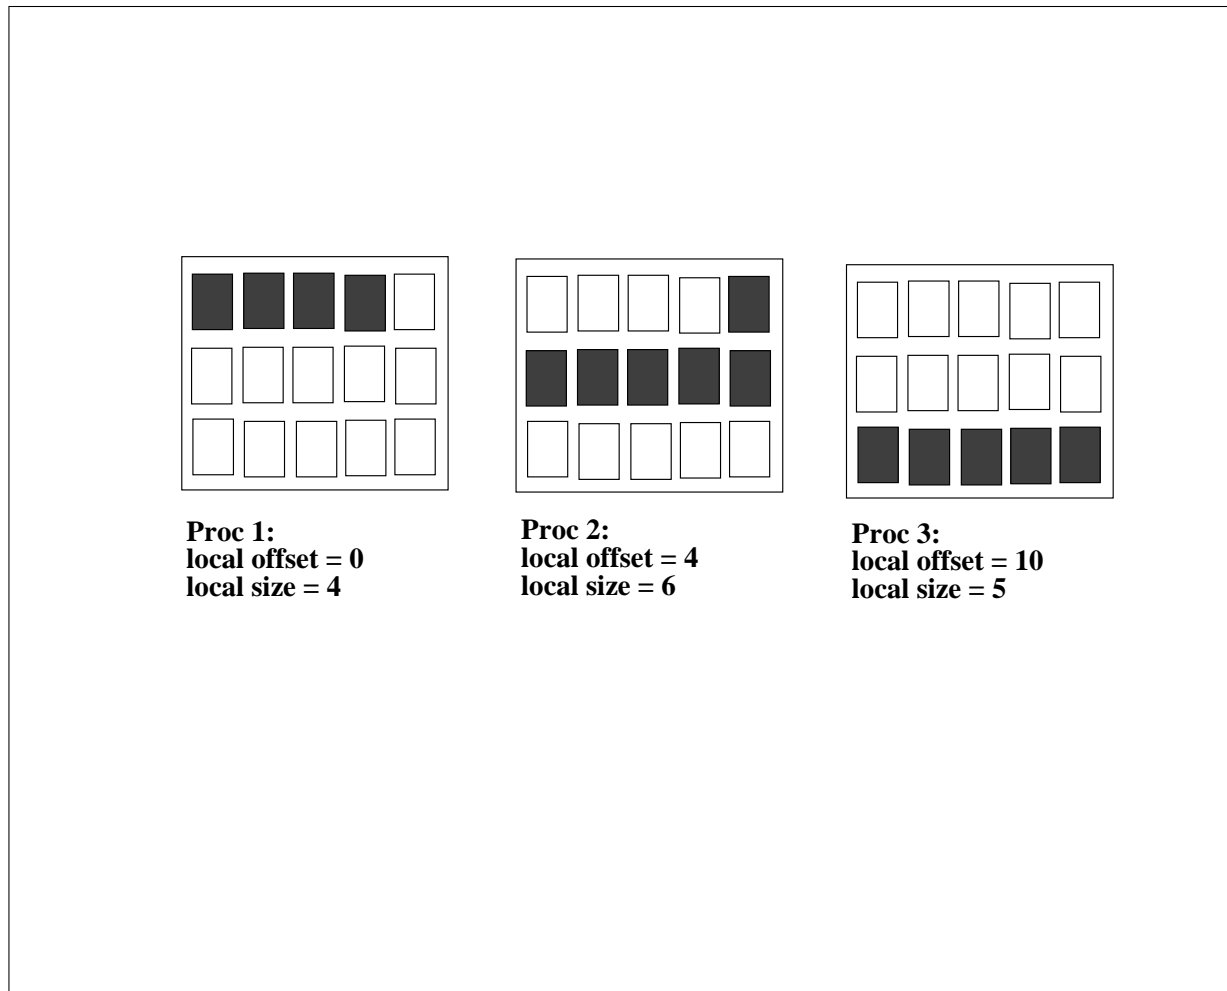 Proc 1:
local offset = 0
local size = 4
Proc 2:
local offset = 4
local size = 6
Proc 3:
local offset = 10
local size = 5